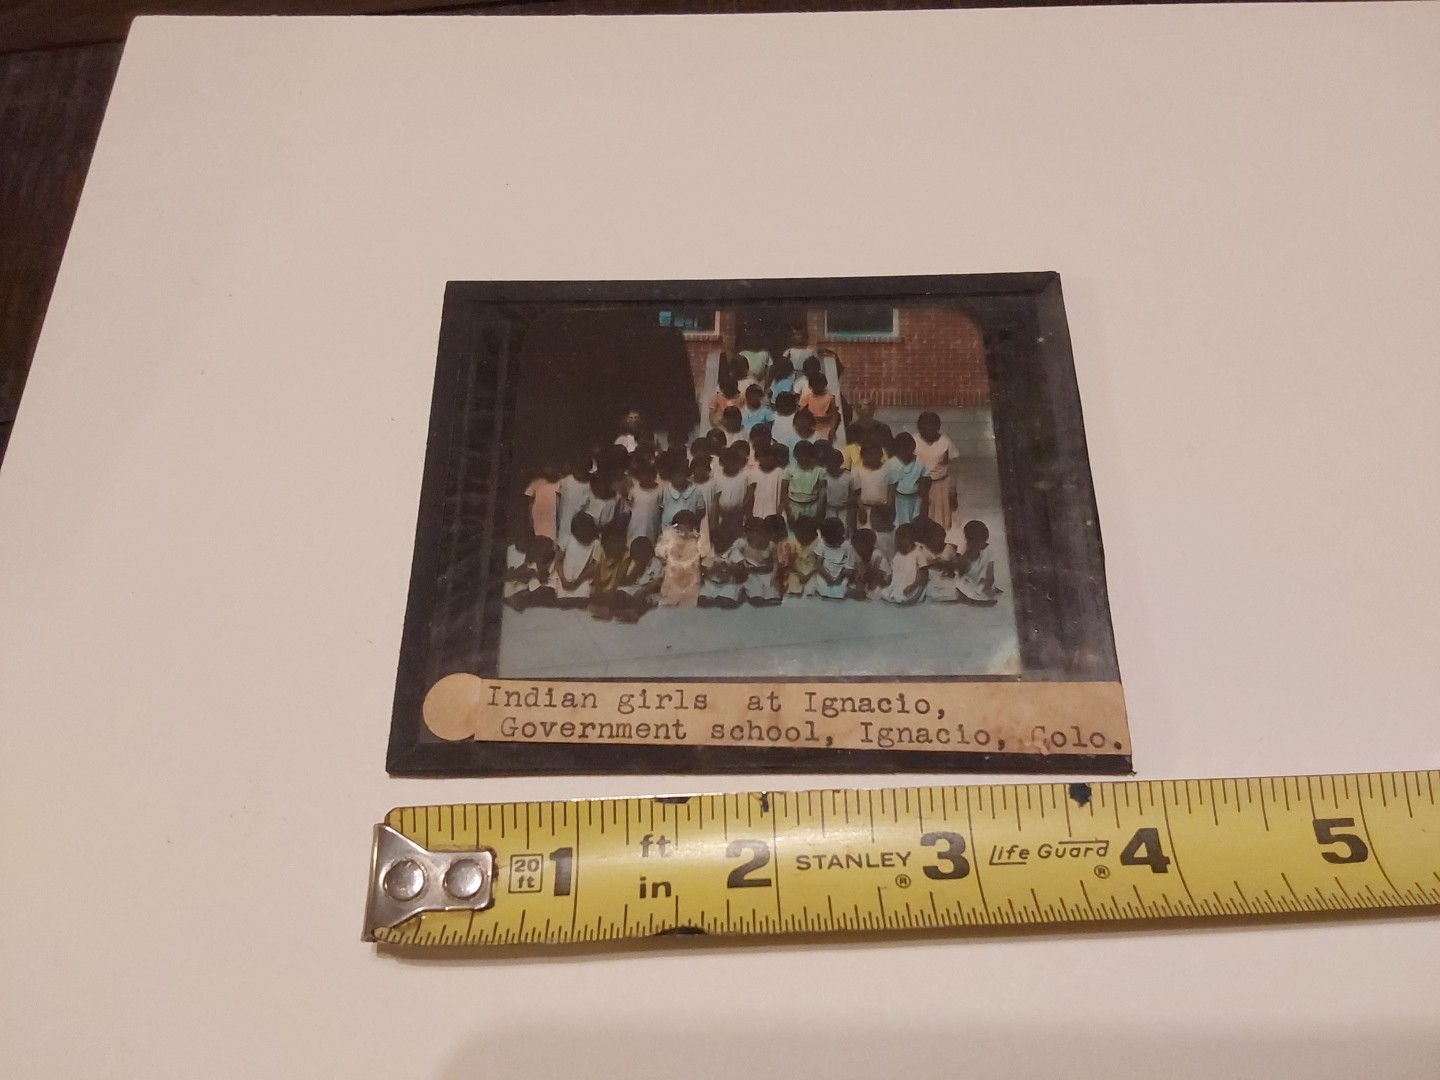 Indian girls at Ignacio,
Government school, Ignacio, Colo.
20 ft 1 ft in 2 STANLEY ® 3 Life Guard ® 4 5